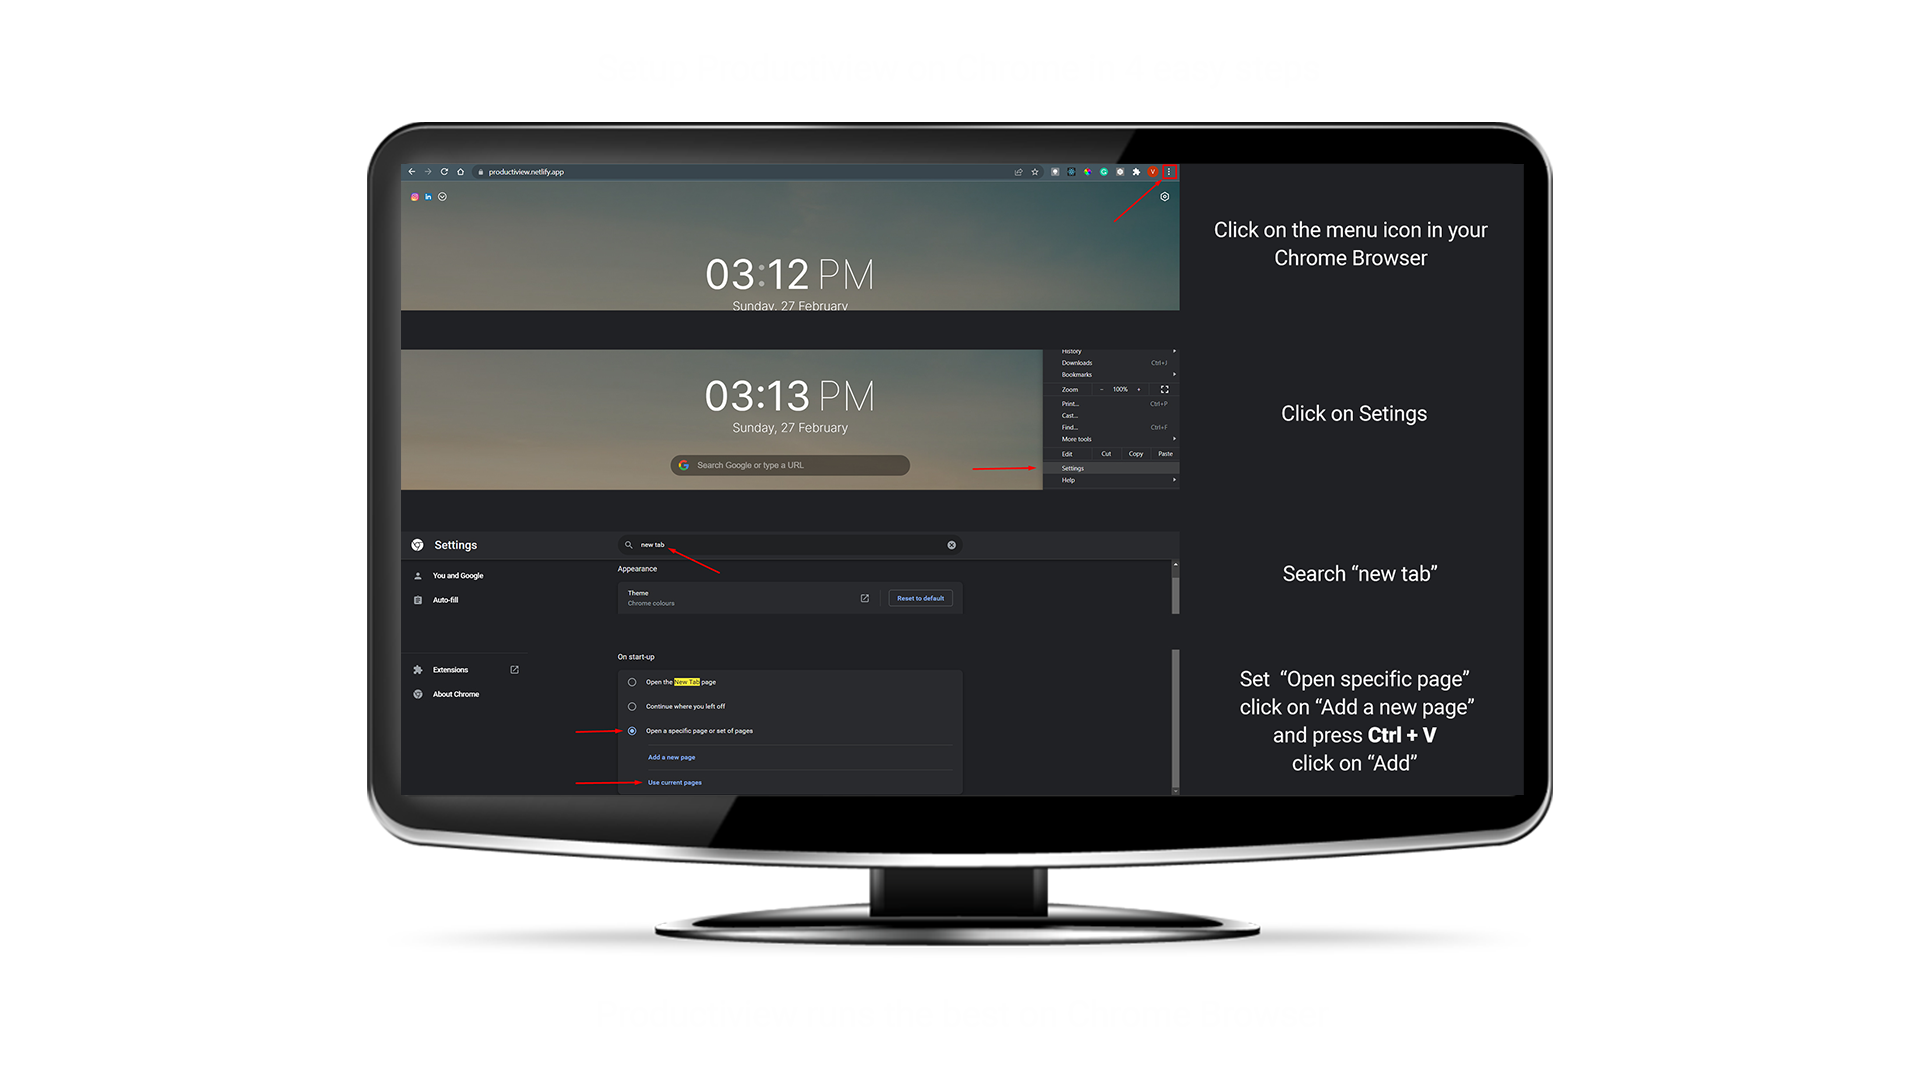 productiview.netlify.app
V
in
03:12 PM
Sunday, 27 February
Click on the menu icon in your
Chrome Browser
03:13 PM
Sunday, 27 February
Search Google or type a URL
History
Downloads Ctrl+J
Bookmarks
Zoom - 100% +
Print... Ctrl+P
Cast...
Find... Ctrl+F
More tools
Edit Cut Copy Paste
Settings
Help
Click on Setings
Settings
new tab
You and Google
Auto-fill
Appearance
Theme
Chrome colours
Reset to default
Search “new tab”
Extensions
About Chrome
On start-up
Open the New Tab page
Continue where you left off
Open a specific page or set of pages
Add a new page
Use current pages
Set “Open specific page”
click on “Add a new page”
and press Ctrl + V
click on “Add”